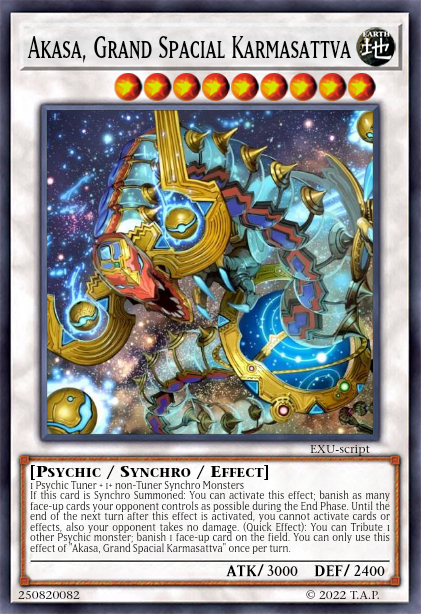 Akasa, Grand Spacial Karmasattva
EARTH
地
EXU-script
[Psychic / Synchro / Effect]
1 Psychic Tuner + 1+ non-Tuner Synchro Monsters
If this card is Synchro Summoned: You can activate this effect; banish as many
face-up cards your opponent controls as possible during the End Phase. Until the
end of the next turn after this effect is activated, you cannot activate cards or
effects, also your opponent takes no damage. (Quick Effect): You can Tribute 1
other Psychic monster; banish 1 face-up card on the field. You can only use this
effect of "Akasa, Grand Spacial Karmasattva" once per turn.
ATK/ 3000 DEF/ 2400
250820082 © 2022 T.A.P.